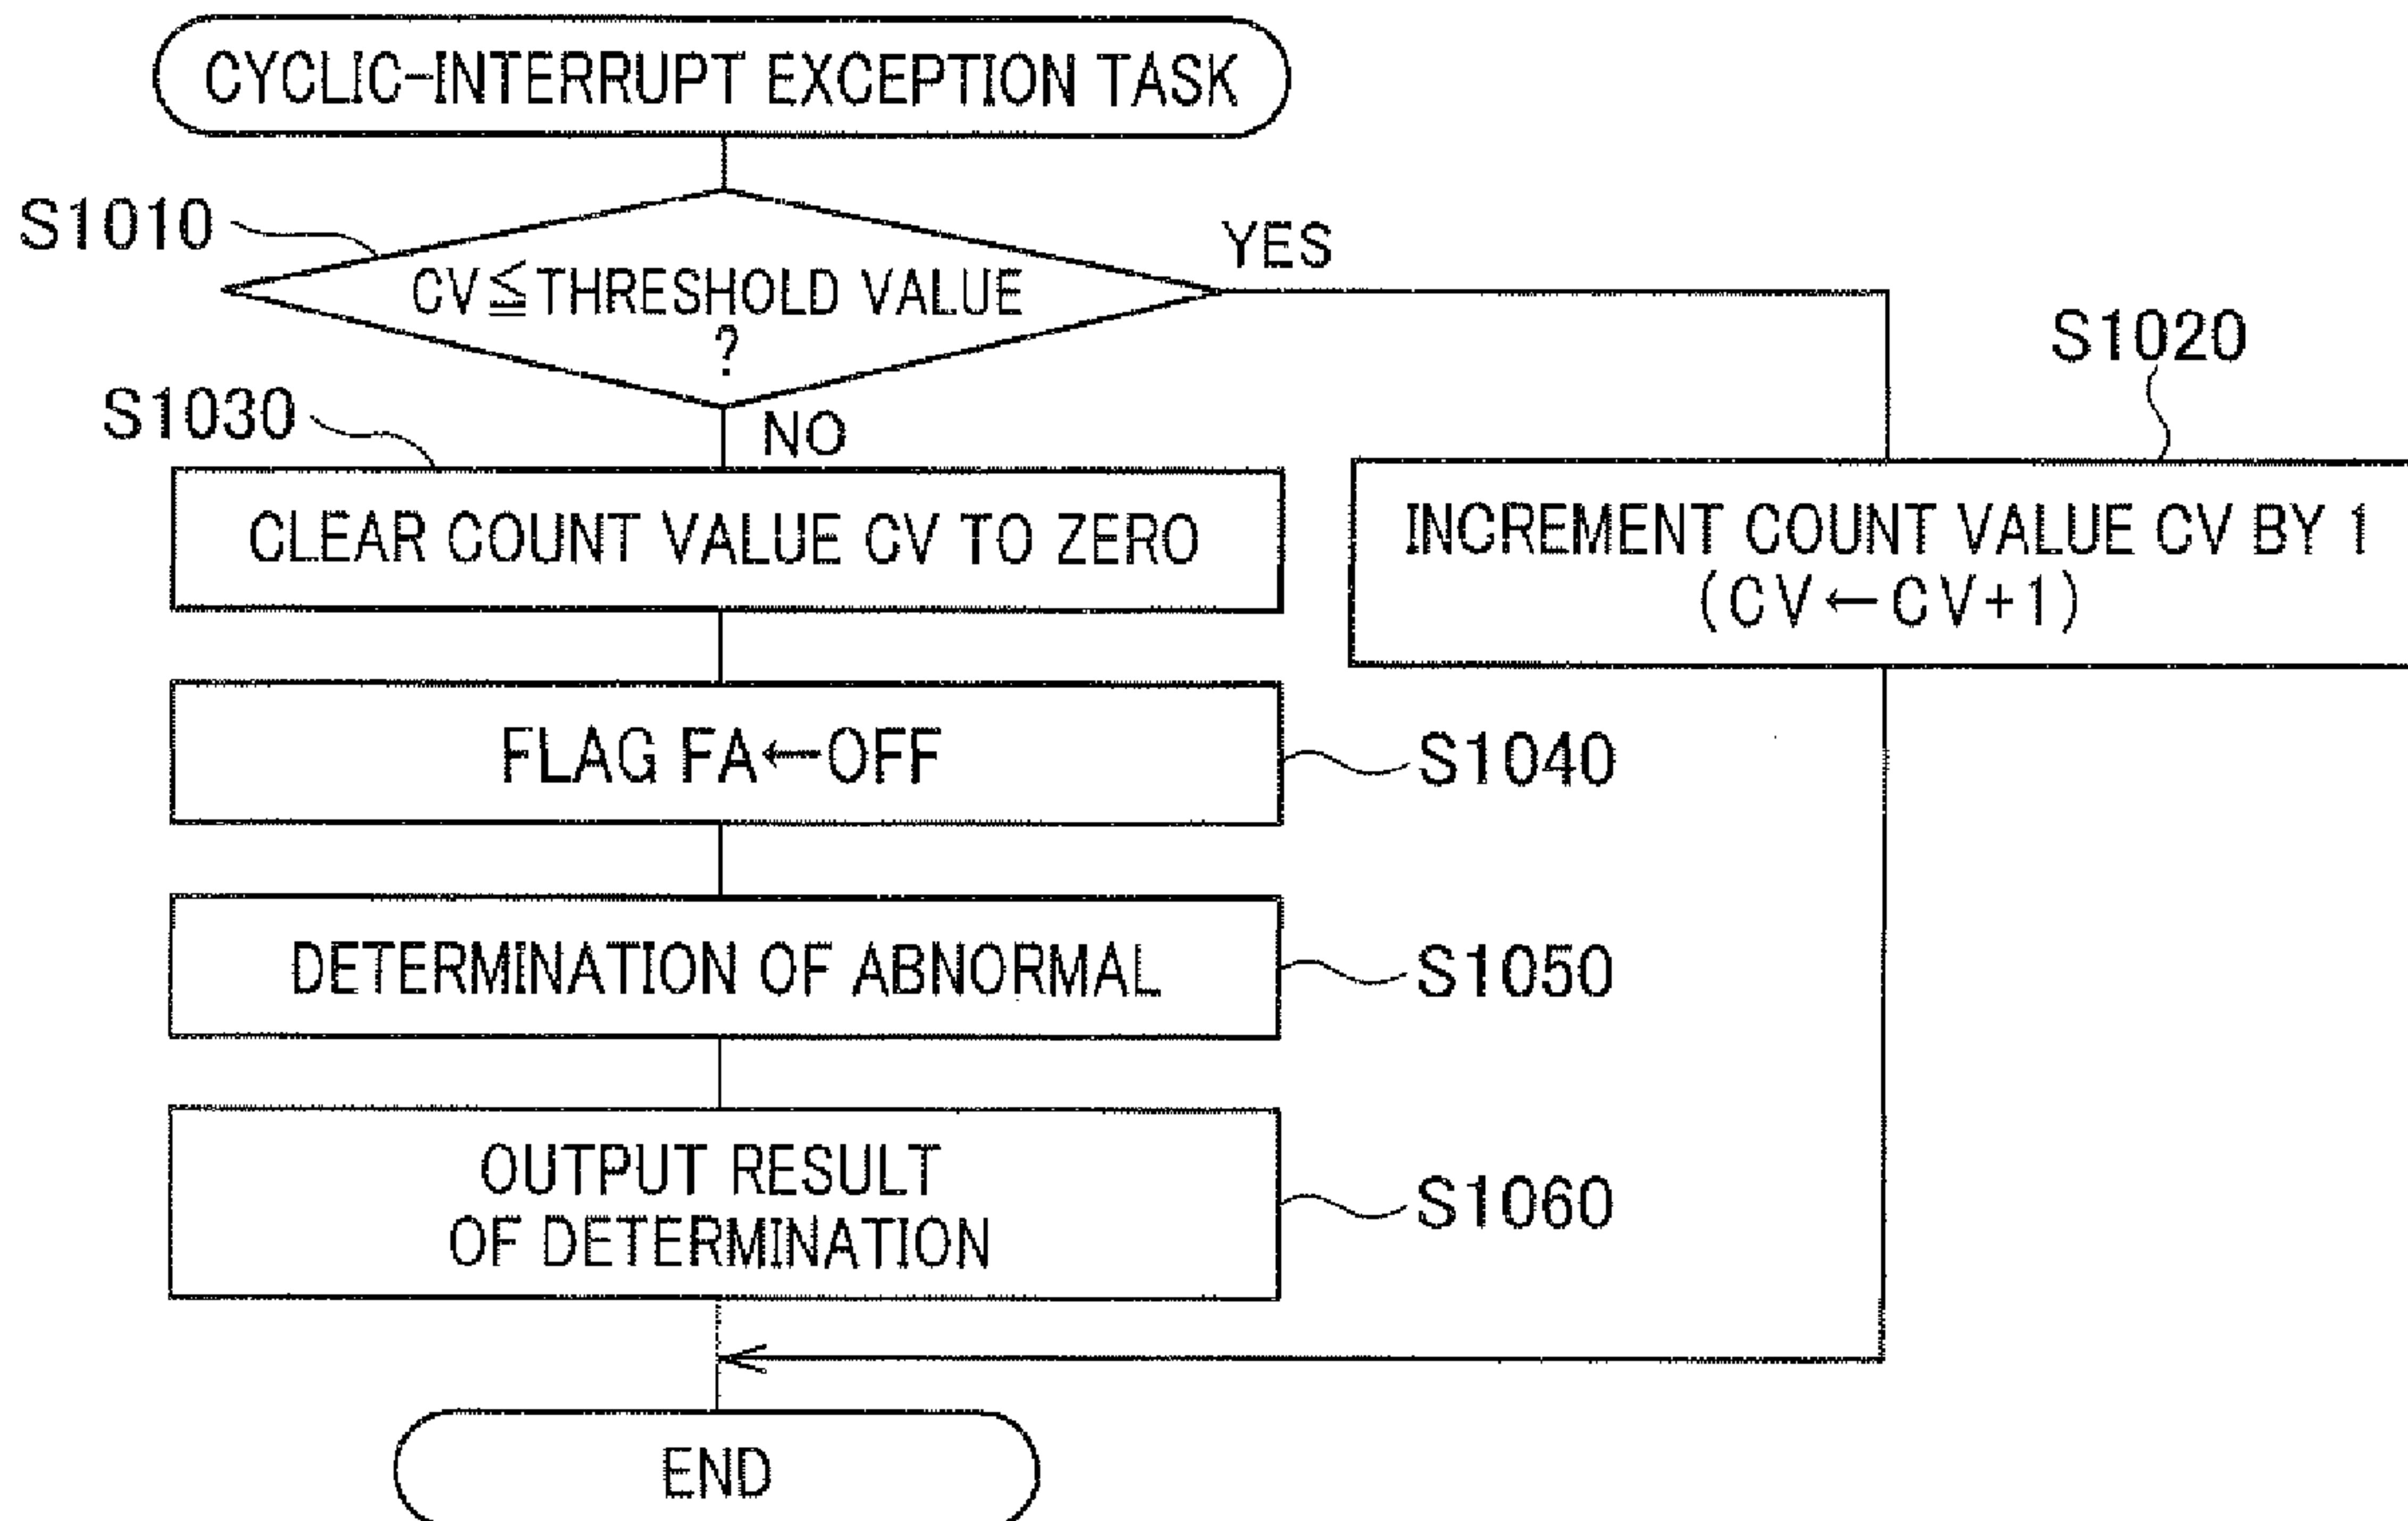 CYCLIC-INTERRUPT EXCEPTION TASK
S1010
CV≦THRESHOLD VALUE
?
YES
NO
S1020
INCREMENT COUNT VALUE CV BY 1
(CV←CV+1)
S1030
CLEAR COUNT VALUE CV TO ZERO
FLAG FA←OFF
S1040
DETERMINATION OF ABNORMAL
S1050
OUTPUT RESULT
OF DETERMINATION
S1060
END